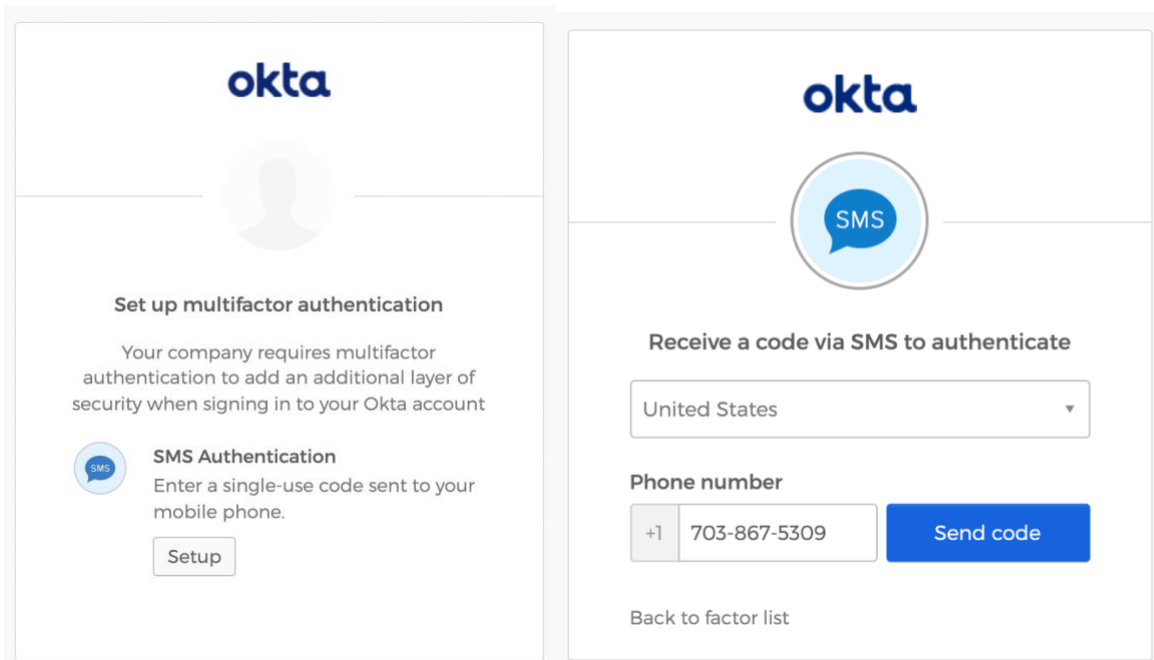 okta
Set up multifactor authentication
Your company requires multifactor
authentication to add an additional layer of
security when signing in to your Okta account
SMS
SMS Authentication
Enter a single-use code sent to your
mobile phone.
Setup
okta
SMS
Receive a code via SMS to authenticate
United States
Phone number
+1 703-867-5309 Send code
Back to factor list